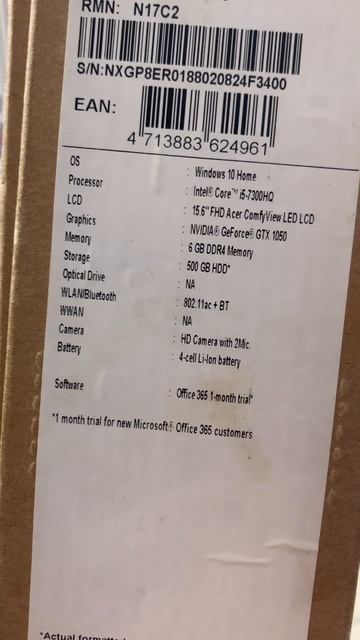 RMN: N17C2
S/N:NXGP8ER0188020824F3400
EAN:
4 713883 624961
OS : Windows 10 Home
Processor : Intel® Core™ i5-7300HQ
LCD : 15.6" FHD Acer ComfyView LED LCD
Graphics : NVIDIA® GeForce® GTX 1050
Memory : 6 GB DDR4 Memory
Storage : 500 GB HDD*
Optical Drive : NA
WLAN/Bluetooth : 802.11ac + BT
WWAN : NA
Camera : HD Camera with 2Mic
Battery : 4-cell Li-Ion battery
Software : Office 365 1-month trial*
*1 month trial for new Microsoft® Office 365 customers
*Actual